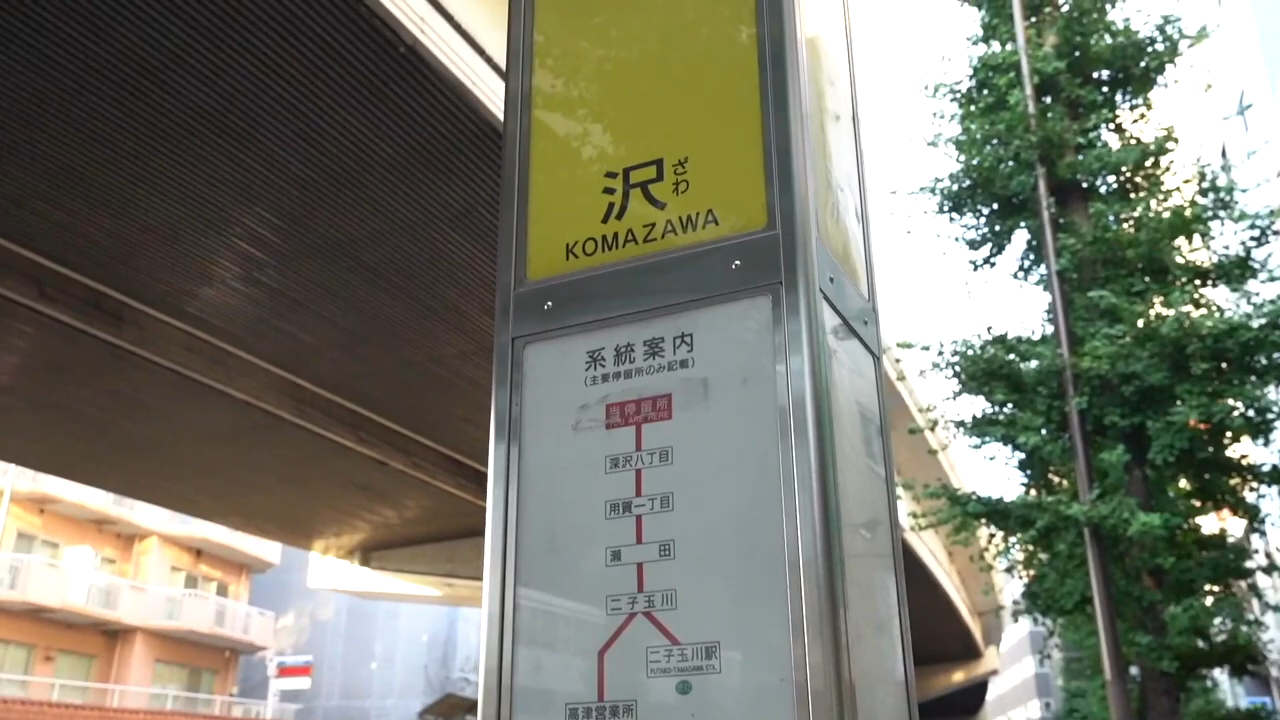 沢
ざわ
KOMAZAWA
系統案内
(主要停留所のみ記載)
当停留所
YOU ARE HERE
深沢八丁目
用賀一丁目
瀬 田
二子玉川
二子玉川駅
FUTAKO-TAMAGAWA STA.
高津営業所